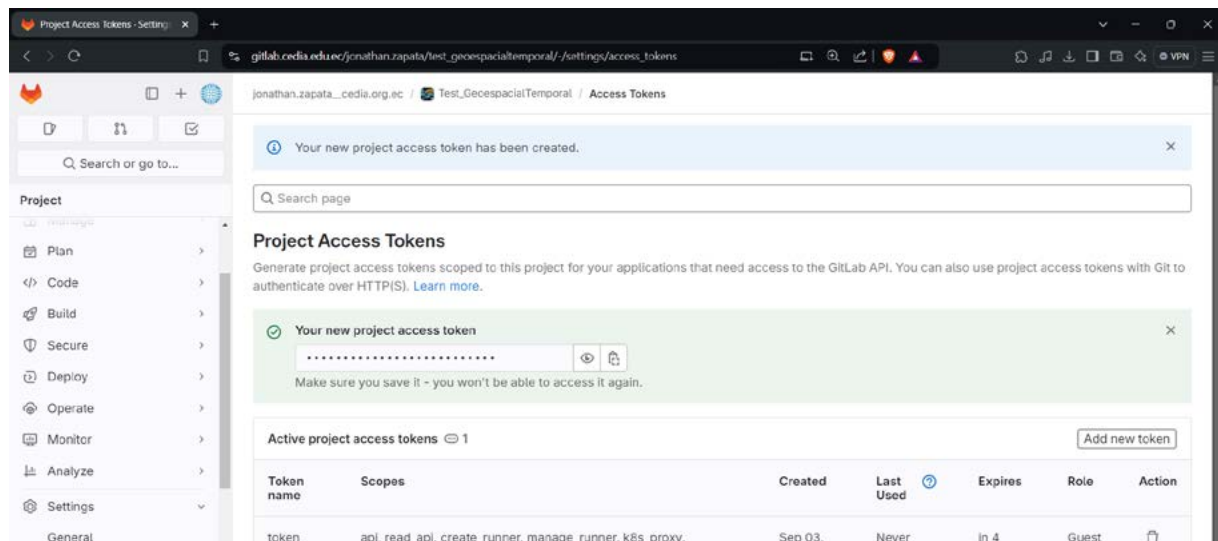 Project Access Tokens · Setting
gitlab.cedia.edu.ec/jonathan.zapata/test_geoespacialtemporal/-/settings/access_tokens
VPN
jonathan.zapata__cedia.org.ec / Test_GeoespacialTemporal / Access Tokens
Search or go to...
Your new project access token has been created.
Search page
Project
Manage
Plan
Code
Build
Secure
Deploy
Operate
Monitor
Analyze
Settings
General
Project Access Tokens
Generate project access tokens scoped to this project for your applications that need access to the GitLab API. You can also use project access tokens with Git to
authenticate over HTTP(S). Learn more.
Your new project access token
Make sure you save it - you won't be able to access it again.
Active project access tokens 1
Add new token
Token name Scopes Created Last Used Expires Role Action
token api, read_api, create_runner, manage_runner, k8s_proxy, Sep 03, Never in 4 Guest